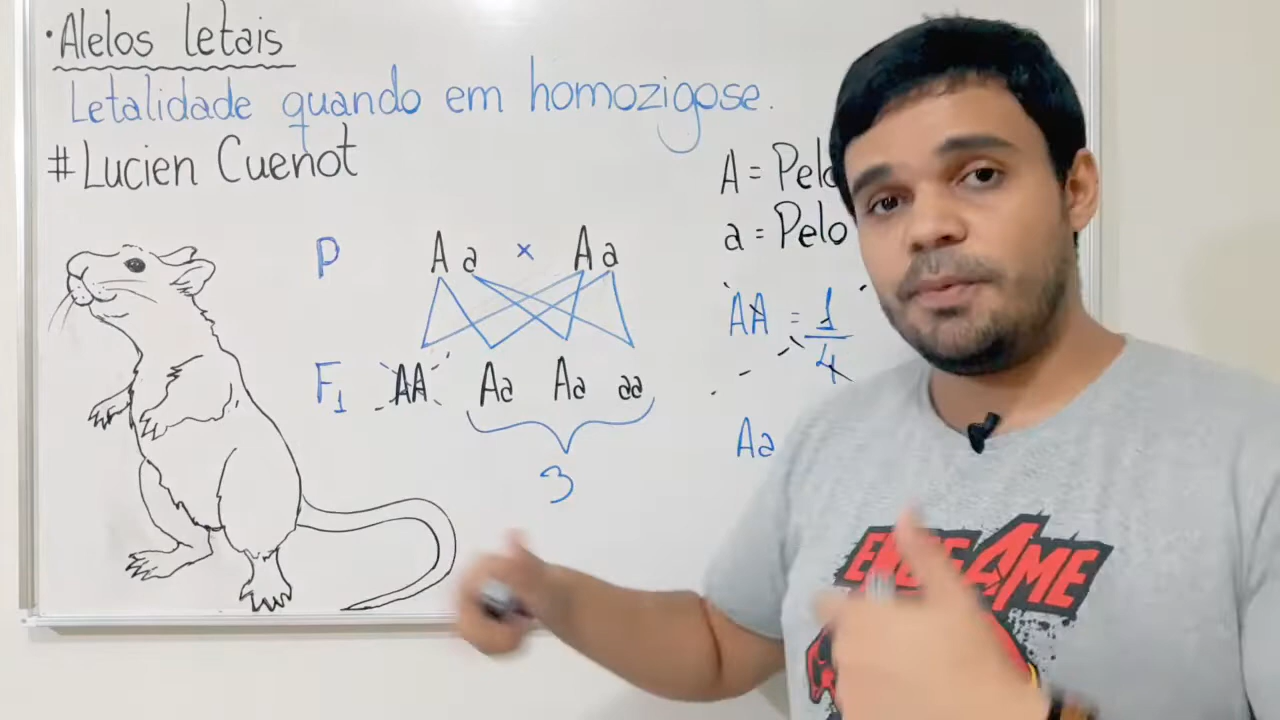 • Alelos letais
Letalidade quando em homozigose.
# Lucien Cuenot
A = Pelo
a = Pelo
P Aa x Aa
AA = 1/4
F1 AA Aa Aa aa
Aa
3
ENDGAME